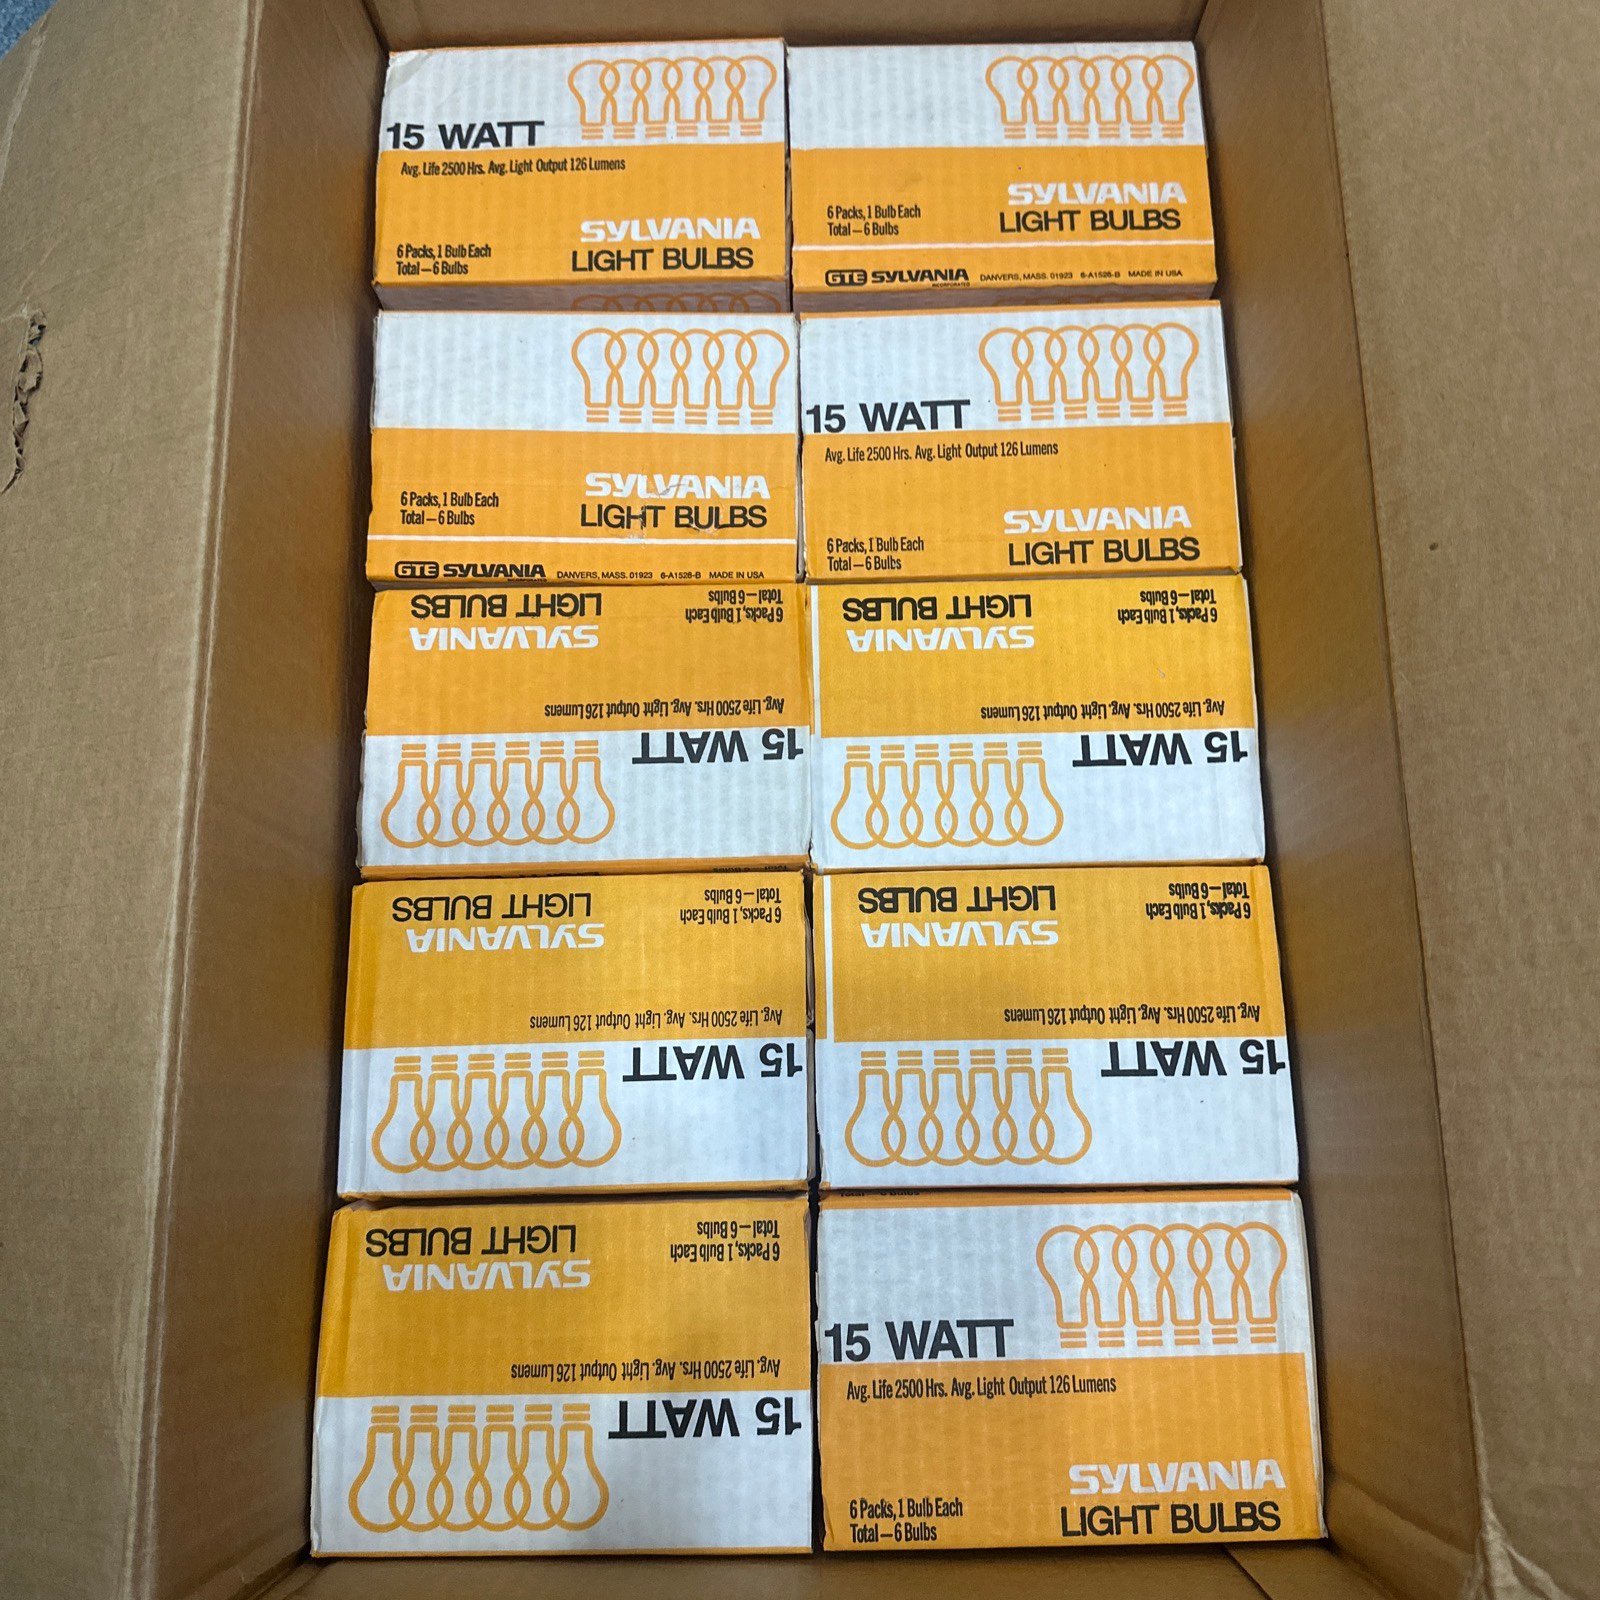 15 WATT
Avg. Life 2500 Hrs. Avg. Light Output 126 Lumens
SYLVANIA
LIGHT BULBS
6 Packs, 1 Bulb Each
Total—6 Bulbs
SYLVANIA
LIGHT BULBS
6 Packs, 1 Bulb Each
Total—6 Bulbs
GTE SYLVANIA INCORPORATED DANVERS, MASS. 01923 6-A1526-B MADE IN USA
SYLVANIA
LIGHT BULBS
6 Packs, 1 Bulb Each
Total—6 Bulbs
GTE SYLVANIA INCORPORATED DANVERS, MASS. 01923 6-A1526-B MADE IN USA
15 WATT
Avg. Life 2500 Hrs. Avg. Light Output 126 Lumens
SYLVANIA
LIGHT BULBS
6 Packs, 1 Bulb Each
Total—6 Bulbs
15 WATT
Avg. Life 2500 Hrs. Avg. Light Output 126 Lumens
SYLVANIA
LIGHT BULBS
6 Packs, 1 Bulb Each
Total—6 Bulbs
15 WATT
Avg. Life 2500 Hrs. Avg. Light Output 126 Lumens
SYLVANIA
LIGHT BULBS
6 Packs, 1 Bulb Each
Total—6 Bulbs
15 WATT
Avg. Life 2500 Hrs. Avg. Light Output 126 Lumens
SYLVANIA
LIGHT BULBS
6 Packs, 1 Bulb Each
Total—6 Bulbs
15 WATT
Avg. Life 2500 Hrs. Avg. Light Output 126 Lumens
SYLVANIA
LIGHT BULBS
6 Packs, 1 Bulb Each
Total—6 Bulbs
15 WATT
Avg. Life 2500 Hrs. Avg. Light Output 126 Lumens
SYLVANIA
LIGHT BULBS
6 Packs, 1 Bulb Each
Total—6 Bulbs
Total—6 Bulbs
15 WATT
Avg. Life 2500 Hrs. Avg. Light Output 126 Lumens
SYLVANIA
LIGHT BULBS
6 Packs, 1 Bulb Each
Total—6 Bulbs